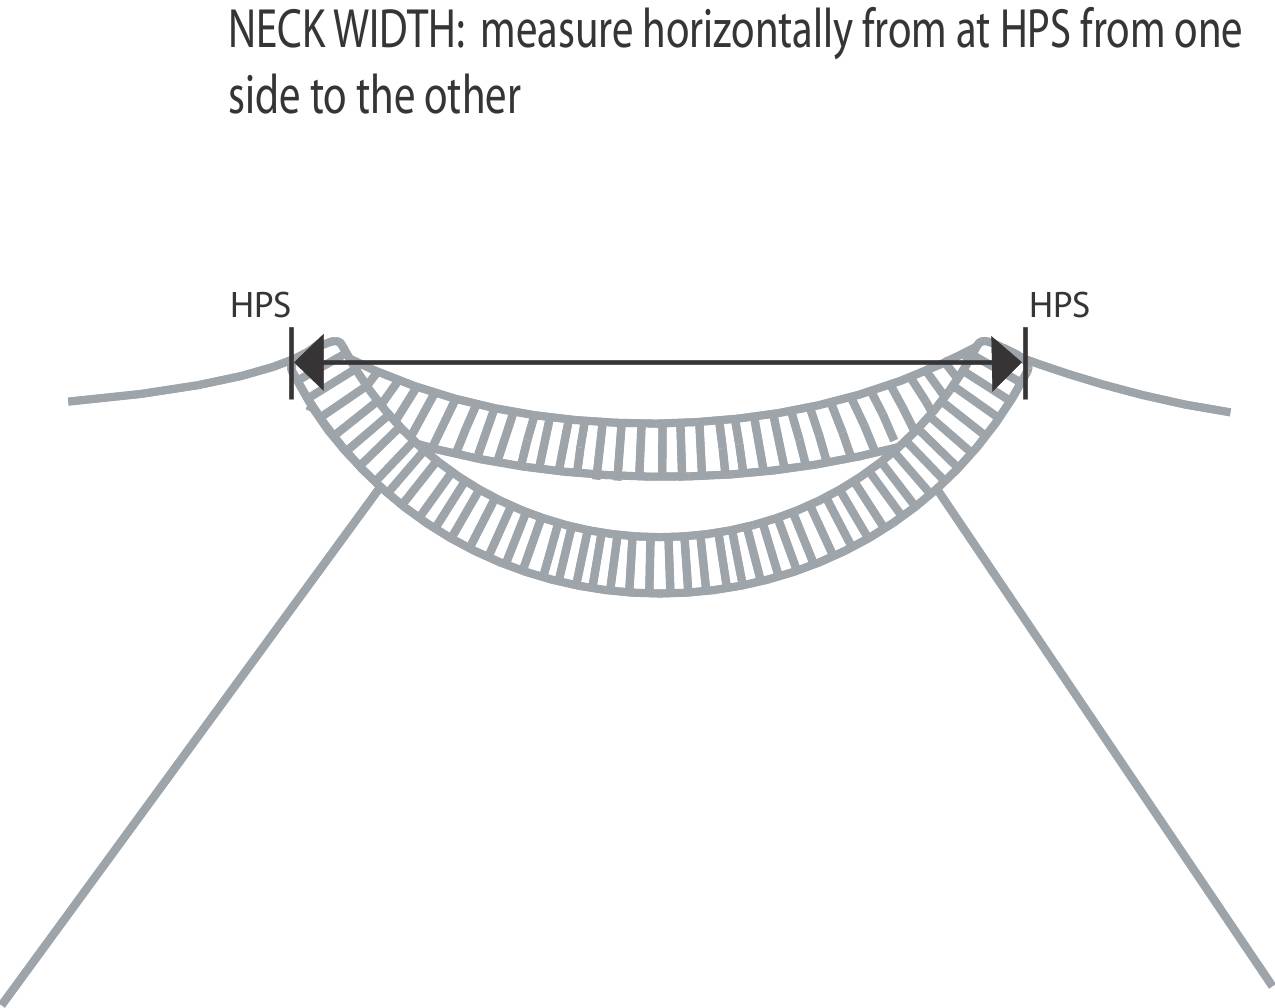 NECK WIDTH: measure horizontally from at HPS from one
side to the other
HPS
HPS